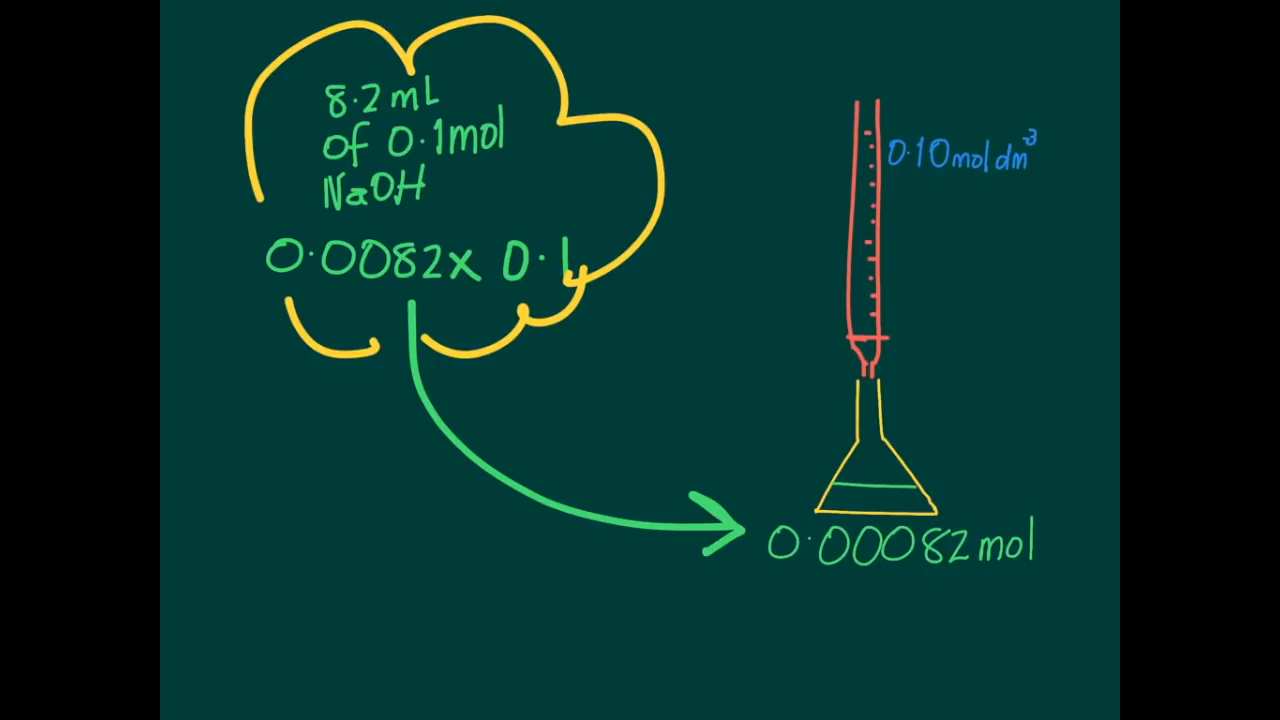 8.2 mL
of 0.1mol
NaOH
0.0082 x 0.1
0.10 mol dm⁻³
0.00082 mol